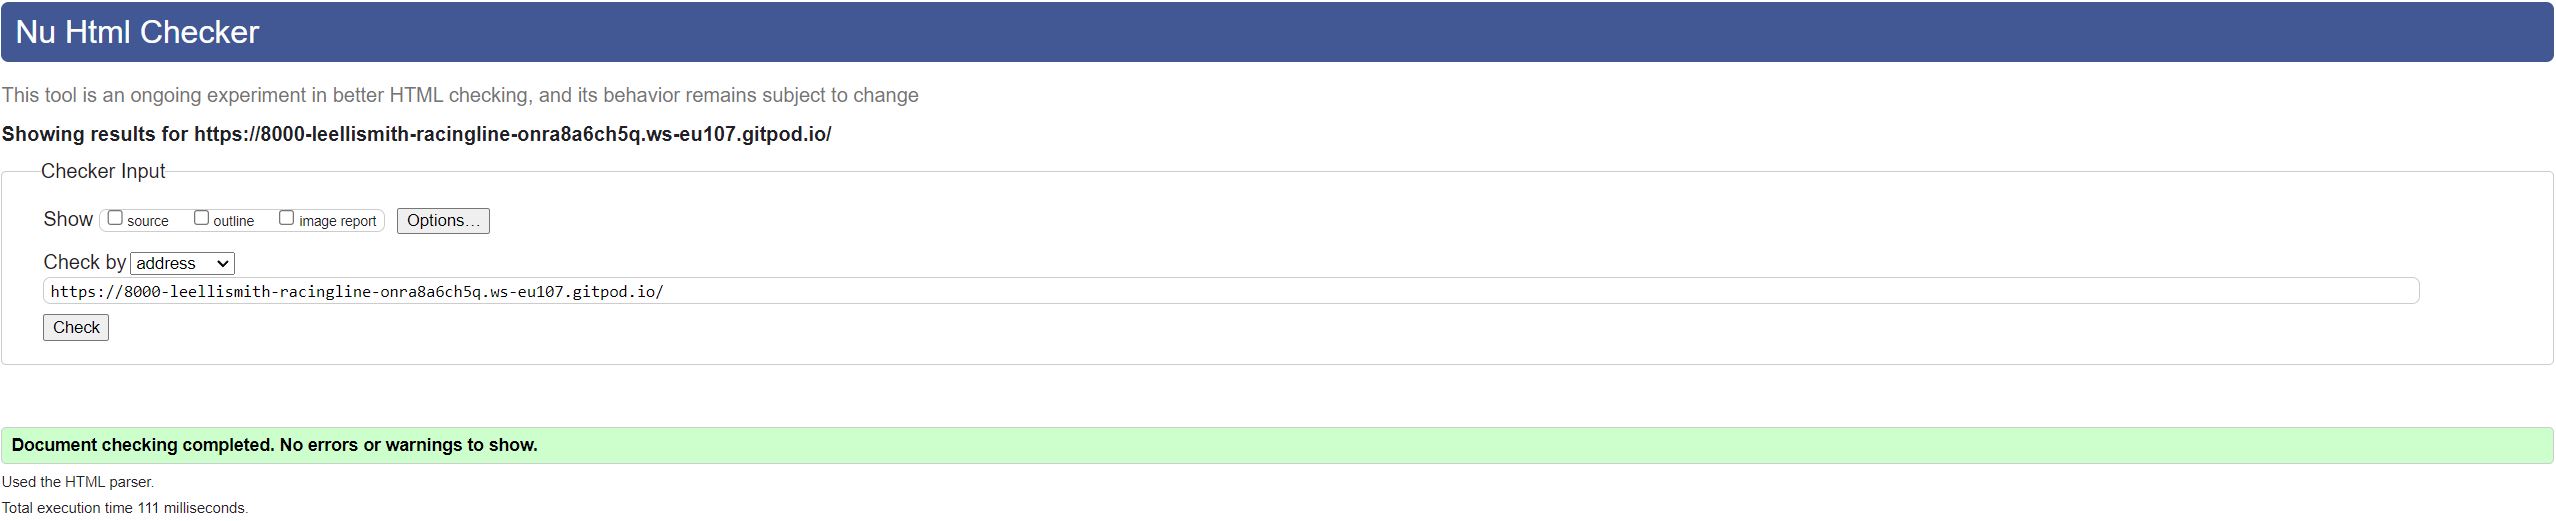 Nu Html Checker
This tool is an ongoing experiment in better HTML checking, and its behavior remains subject to change
Showing results for https://8000-leellismith-racingline-onra8a6ch5q.ws-eu107.gitpod.io/
Checker Input
Show source outline image report Options...
Check by address
https://8000-leellismith-racingline-onra8a6ch5q.ws-eu107.gitpod.io/
Check
Document checking completed. No errors or warnings to show.
Used the HTML parser.
Total execution time 111 milliseconds.